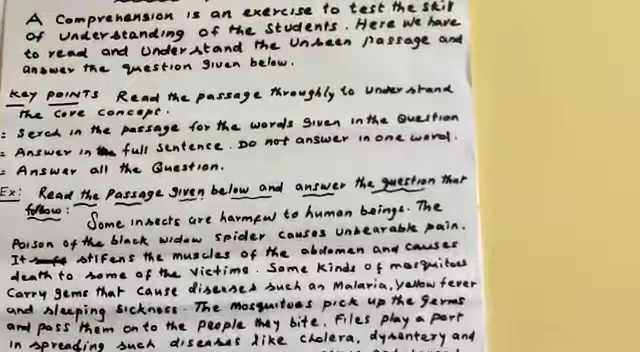 A Comprehension is an exercise to test the skil
of understanding of the Students. Here we have
to read and Understand the Unseen passage and
answer the question given below.
Key Points Read the passage throughly to understand
the core concept.
= Serch in the passage for the words given in the Question
= Answer in the full sentence. Do not answer in one word.
= Answer all the Question.
Ex: Read the Passage given below and answer the question that
follow:
Some insects are harmful to human beings. The
Poison of the black widow spider causes unbearable pain.
It stifens the muscles of the abdomen and causes
death to some of the victims. Some kinds of mosquitoes
carry gems that cause diseases such as Malaria, Yellow fever
and sleeping sickness. The mosquitoes pick up the germs
and pass them on to the people they bite. Files play a part
in spreading such diseases like cholera, dysentery and